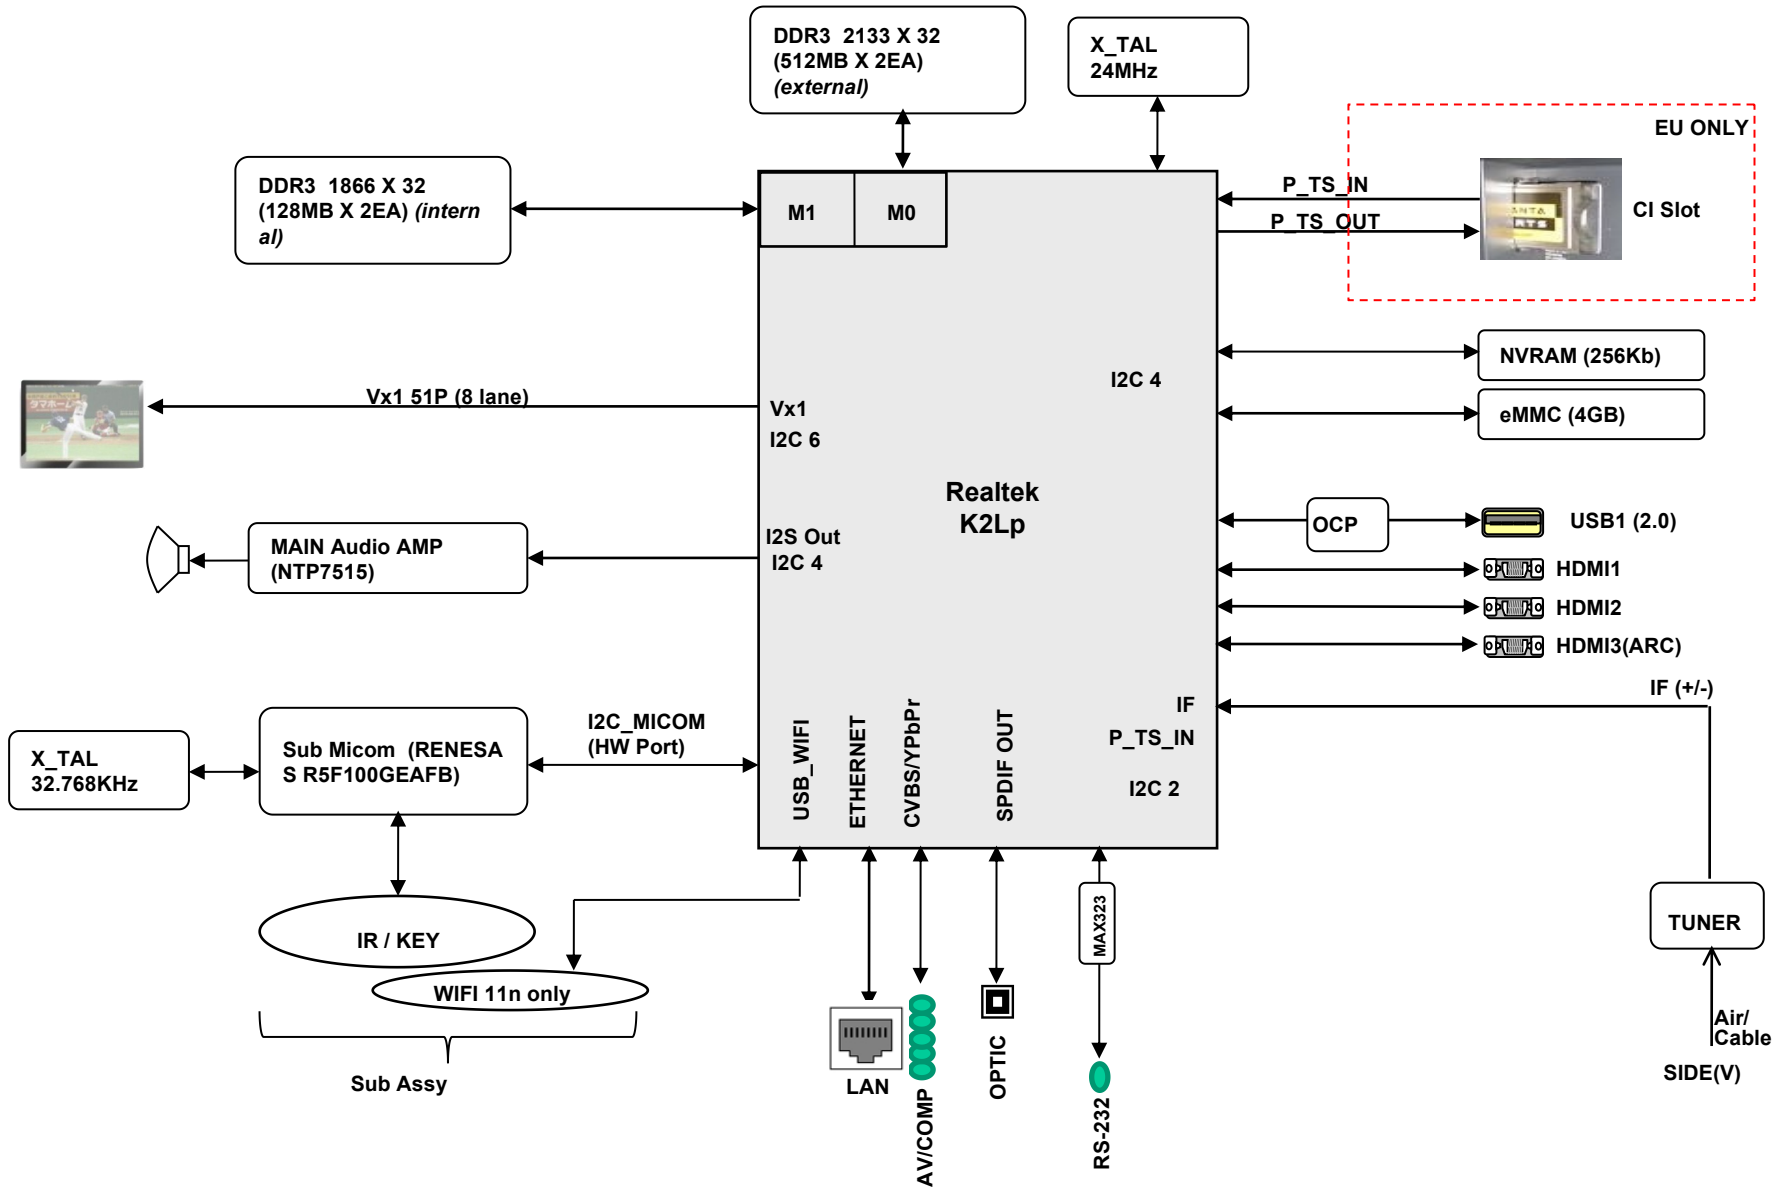 DDR3 2133 X 32
(512MB X 2EA)
(external)
X_TAL
24MHz
EU ONLY
DDR3 1866 X 32
(128MB X 2EA) (intern
al)
M1
M0
P_TS_IN
P_TS_OUT
CI Slot
NVRAM (256Kb)
I2C 4
eMMC (4GB)
Vx1 51P (8 lane)
Vx1
I2C 6
Realtek
K2Lp
OCP
USB1 (2.0)
MAIN Audio AMP
(NTP7515)
I2S Out
I2C 4
HDMI1
HDMI2
HDMI3(ARC)
IF (+/-)
IF
P_TS_IN
I2C 2
I2C_MICOM
(HW Port)
X_TAL
32.768KHz
Sub Micom (RENESA
S R5F100GEAFB)
USB_WIFI
ETHERNET
CVBS/YPbPr
SPDIF OUT
MAX323
IR / KEY
WIFI 11n only
TUNER
Air/
Cable
SIDE(V)
Sub Assy
LAN
AV/COMP
OPTIC
RS-232